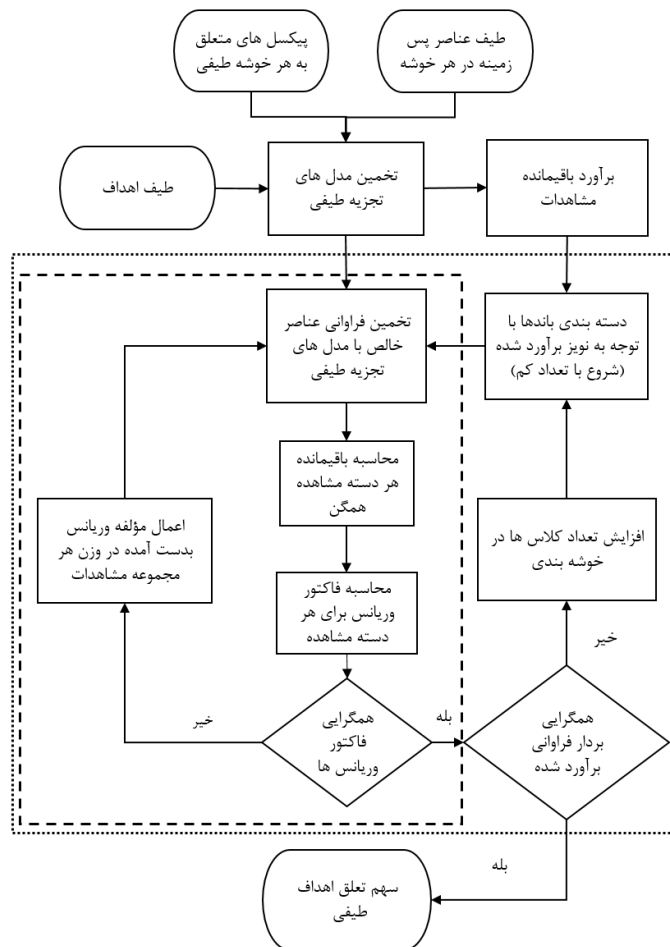 طیف عناصر پس
زمینه در هر خوشه
پیکسل های متعلق
به هر خوشه طیفی
طیف اهداف
تخمین مدل های
تجزیه طیفی
برآورد باقیمانده
مشاهدات
دسته بندی باندها با
توجه به نویز برآورد شده
(شروع با تعداد کم)
تخمین فراوانی عناصر
خالص با مدل های
تجزیه طیفی
محاسبه باقیمانده
هر دسته مشاهده
همگن
اعمال مؤلفه وریانس
بدست آمده در وزن هر
مجموعه مشاهدات
افزایش تعداد کلاس ها در
خوشه بندی
محاسبه فاکتور
وریانس برای هر
دسته مشاهده
خیر
خیر
همگرایی
فاکتور
وریانس ها
بله
همگرایی
بردار فراوانی
برآورد شده
بله
سهم تعلق اهداف
طیفی